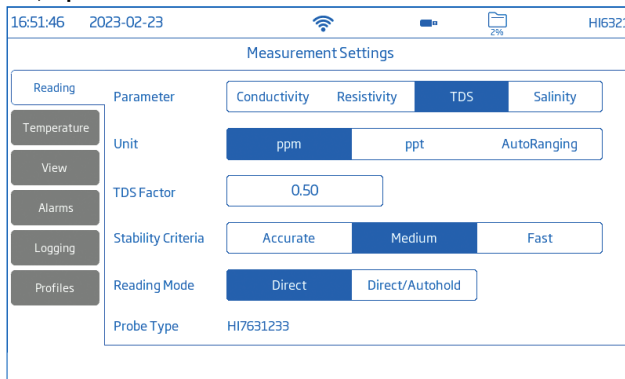 16:51:46 2023-02-23 2% HI6321
Measurement Settings
Reading
Parameter Conductivity Resistivity TDS Salinity
Temperature
Unit ppm ppt AutoRanging
View
TDS Factor 0.50
Alarms
Stability Criteria Accurate Medium Fast
Logging
Reading Mode Direct Direct/Autohold
Profiles
Probe Type HI7631233